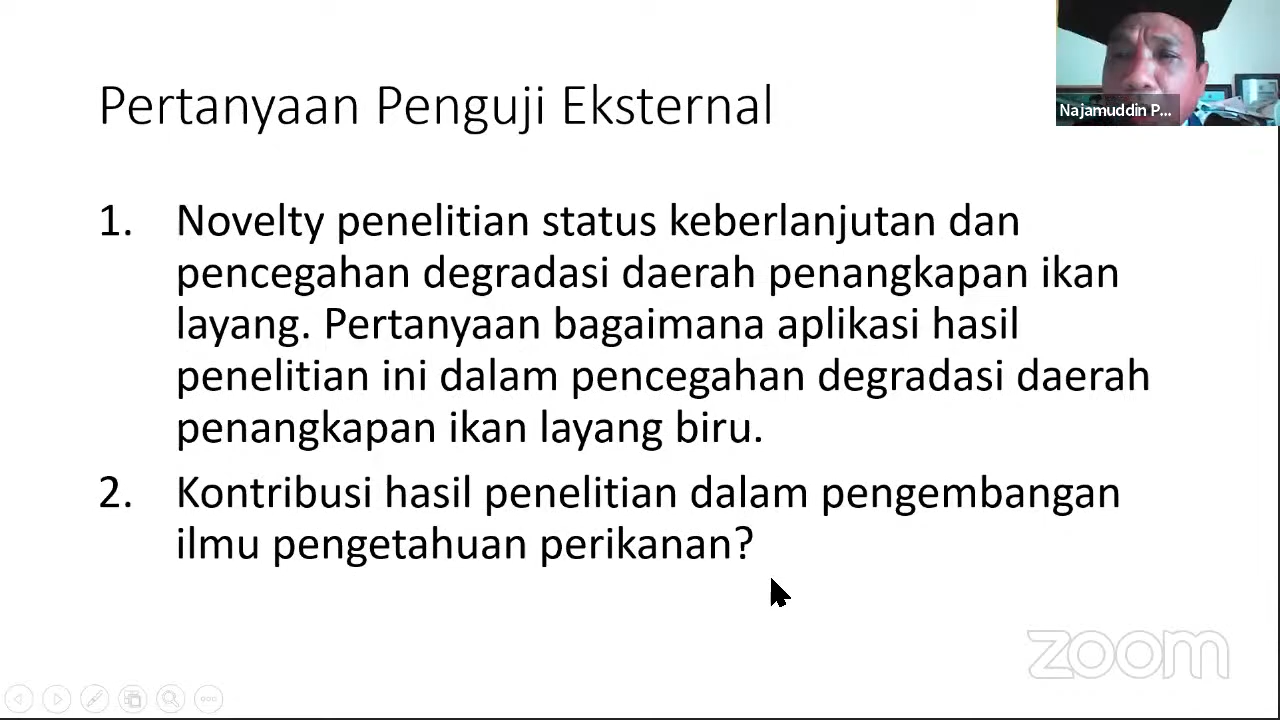 Pertanyaan Penguji Eksternal
Najamuddin P...
1. Novelty penelitian status keberlanjutan dan
pencegahan degradasi daerah penangkapan ikan
layang. Pertanyaan bagaimana aplikasi hasil
penelitian ini dalam pencegahan degradasi daerah
penangkapan ikan layang biru.
2. Kontribusi hasil penelitian dalam pengembangan
ilmu pengetahuan perikanan?
zoom